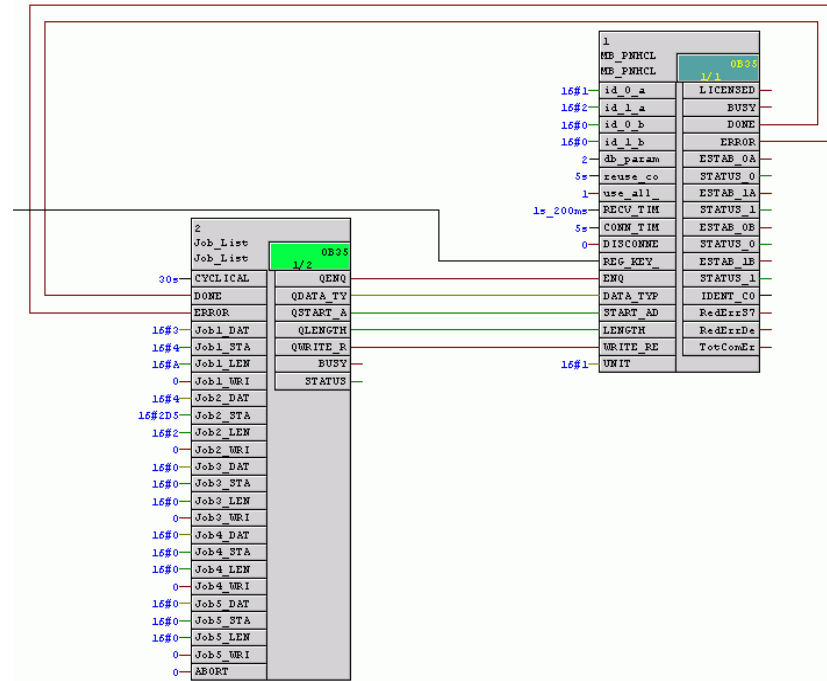 1
MB_PNHCL
MB_PNHCL
OB35
1/1
16#1 id_0_a LICENSED
16#2 id_1_a BUSY
16#0 id_0_b DONE
16#0 id_1_b ERROR
2 db_param ESTAB_0A
5s reuse_co STATUS_0
1 use_all_ ESTAB_1A
1s_200ms RECV_TIM STATUS_1
5s CONN_TIM ESTAB_0B
0 DISCONNE STATUS_0
REG_KEY_ ESTAB_1B
ENQ STATUS_1
DATA_TYP IDENT_CO
START_AD RedErrS7
LENGTH RedErrDe
WRITE_RE TotComEr
16#1 UNIT
2
Job_List
Job_List
OB35
1/2
30s CYCLICAL QENQ
DONE QDATA_TY
ERROR QSTART_A
16#3 Job1_DAT QLENGTH
16#4 Job1_STA QWRITE_R
16#A Job1_LEN BUSY
0 Job1_WRI STATUS
16#4 Job2_DAT
16#2D5 Job2_STA
16#2 Job2_LEN
0 Job2_WRI
16#0 Job3_DAT
16#0 Job3_STA
16#0 Job3_LEN
0 Job3_WRI
16#0 Job4_DAT
16#0 Job4_STA
16#0 Job4_LEN
0 Job4_WRI
16#0 Job5_DAT
16#0 Job5_STA
16#0 Job5_LEN
0 Job5_WRI
0 ABORT